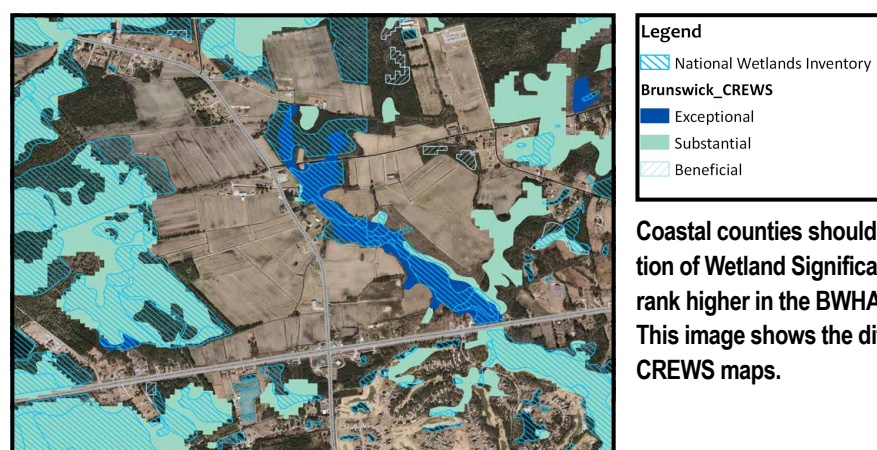 Legend
National Wetlands Inventory
Brunswick_CREWS
Exceptional
Substantial
Beneficial
Coastal counties should
tion of Wetland Significa
rank higher in the BWHA
This image shows the di
CREWS maps.